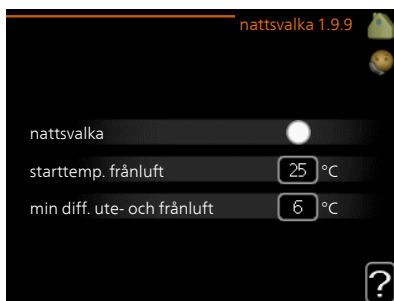 nattsvalka 1.9.9
nattsvalka
starttemp. frånluft 25 °C
min diff. ute- och frånluft 6 °C
?